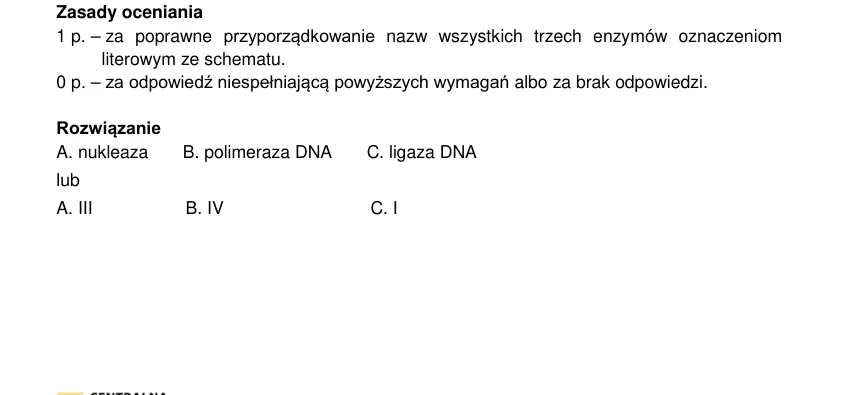 Zasady oceniania
1 p. – za poprawne przyporządkowanie nazw wszystkich trzech enzymów oznaczeniom
literowym ze schematu.
0 p. – za odpowiedź niespełniającą powyższych wymagań albo za brak odpowiedzi.
Rozwiązanie
A. nukleaza B. polimeraza DNA C. ligaza DNA
lub
A. III B. IV C. I
CENTRALNA